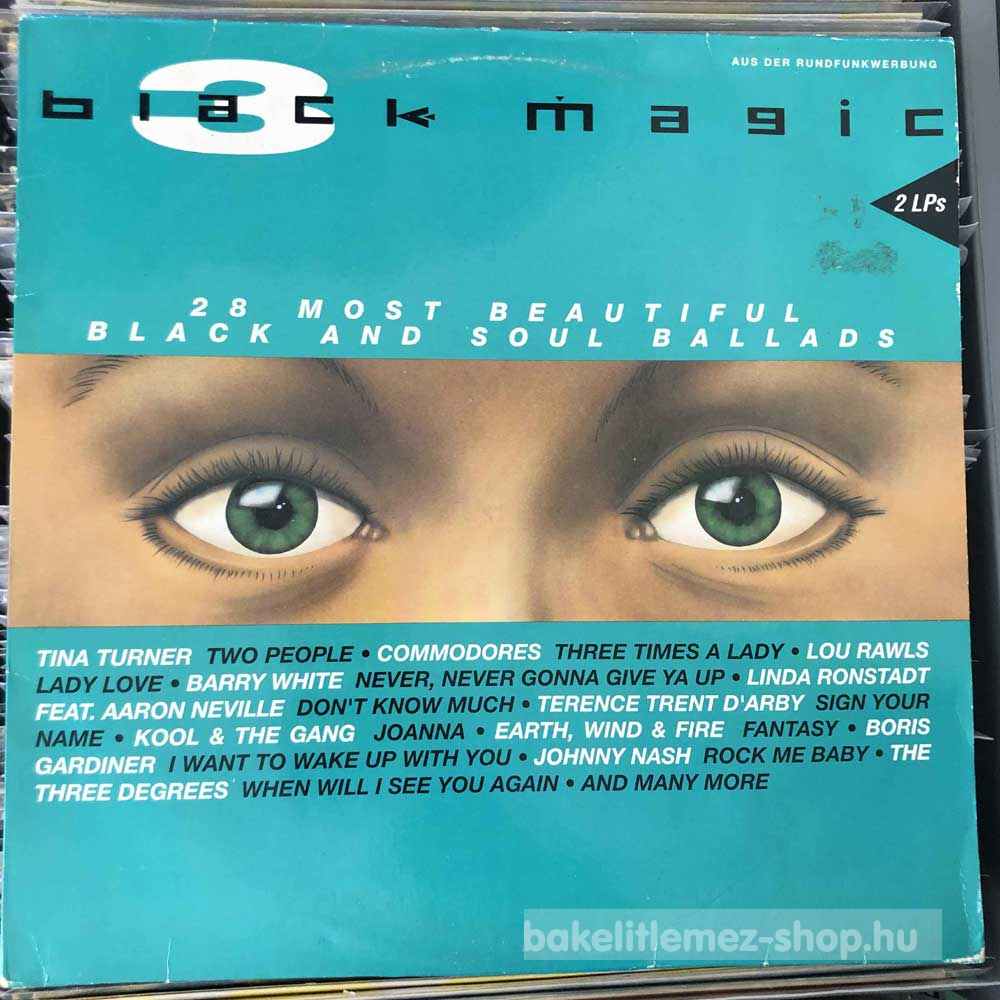 AUS DER RUNDFUNKWERBUNG
3
black magic
2 LPs
28 MOST BEAUTIFUL
BLACK AND SOUL BALLADS
TINA TURNER TWO PEOPLE • COMMODORES THREE TIMES A LADY • LOU RAWLS
LADY LOVE • BARRY WHITE NEVER, NEVER GONNA GIVE YA UP • LINDA RONSTADT
FEAT. AARON NEVILLE DON'T KNOW MUCH • TERENCE TRENT D'ARBY SIGN YOUR
NAME • KOOL & THE GANG JOANNA • EARTH, WIND & FIRE FANTASY • BORIS
GARDINER I WANT TO WAKE UP WITH YOU • JOHNNY NASH ROCK ME BABY • THE
THREE DEGREES WHEN WILL I SEE YOU AGAIN • AND MANY MORE
bakelitlemez-shop.hu